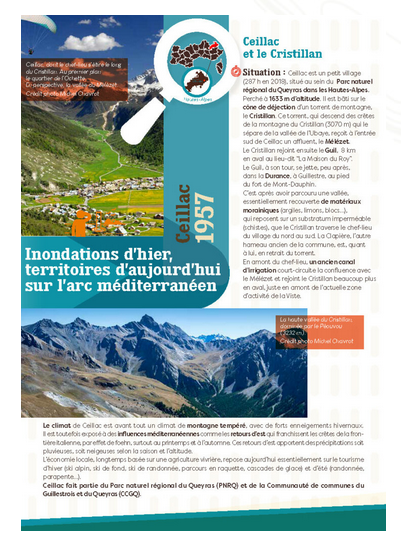 Ceillac, dont le chef-lieu s'étire le long
du Cristillan. Au premier plan
le quartier de l'Ochette.
En perspective, la vallée du Mélezet.
Crédit photo Michel Chavrot
Hautes-Alpes
Ceillac
1957
Inondations d'hier,
territoires d'aujourd'hui
sur l'arc méditerranéen
Ceillac
et le Cristillan
Situation : Ceillac est un petit village
(287 h en 2018), situé au sein du Parc naturel
régional du Queyras dans les Hautes-Alpes.
Perché à 1633 m d'altitude, il est bâti sur le
cône de déjection d'un torrent de montagne,
le Cristillan. Ce torrent, qui descend des crêtes
de la montagne du Cristillan (3070 m) qui le
sépare de la vallée de l'Ubaye, reçoit à l'entrée
sud de Ceillac un affluent, le Mélézet.
Le Cristillan rejoint ensuite le Guil, 8 km
en aval au lieu-dit "La Maison du Roy".
Le Guil, à son tour, se jette, peu après,
dans la Durance, à Guillestre, au pied
du fort de Mont-Dauphin.
C'est après avoir parcouru une vallée,
essentiellement recouverte de matériaux
morainiques (argiles, limons, blocs...),
qui reposent sur un substratum imperméable
(schistes), que le Cristillan traverse le chef-lieu
du village du nord au sud. La Clapière, l'autre
hameau ancien de la commune, est, quant
à lui, en retrait du torrent.
En amont du chef-lieu, un ancien canal
d'irrigation court-circuite la confluence avec
le Mélézet et rejoint le Cristillan beaucoup plus
en aval, juste en amont de l'actuelle zone
d'activité de la Viste.
La haute vallée du Cristillan,
dominée par le Péouvou
(3232 m)
Crédit photo Michel Chavrot
Le climat de Ceillac est avant tout un climat de montagne tempéré, avec de forts enneigements hivernaux.
Il est toutefois exposé à des influences méditerranéennes comme les retours d'est qui franchissent les crêtes de la fron-
tière italienne, par effet de foehn, surtout au printemps et à l'automne. Ces retours d'est apportent des précipitations soit
pluvieuses, soit neigeuses selon la saison et l'altitude.
L'économie locale, longtemps basée sur une agriculture vivrière, repose aujourd'hui essentiellement sur le tourisme
d'hiver (ski alpin, ski de fond, ski de randonnée, parcours en raquette, cascades de glace) et d'été (randonnée,
parapente...).
Ceillac fait partie du Parc naturel régional du Queyras (PNRQ) et de la Communauté de communes du
Guillestrois et du Queyras (CCGQ).